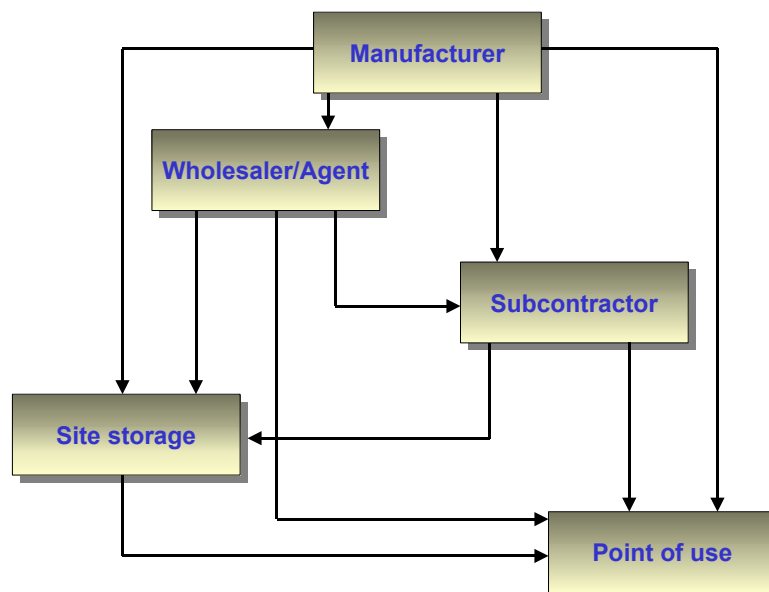 Manufacturer
Wholesaler/Agent
Subcontractor
Site storage
Point of use